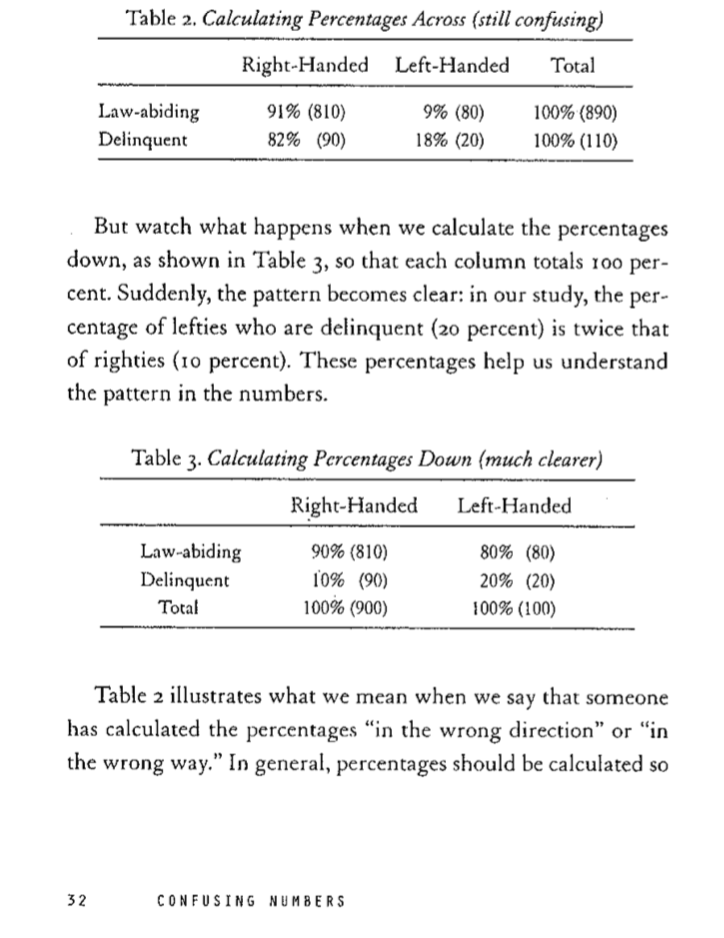 Table 2. Calculating Percentages Across (still confusing)
Right-Handed Left-Handed Total
Law-abiding 91% (810) 9% (80) 100% (890)
Delinquent 82% (90) 18% (20) 100% (110)
But watch what happens when we calculate the percentages
down, as shown in Table 3, so that each column totals 100 per-
cent. Suddenly, the pattern becomes clear: in our study, the per-
centage of lefties who are delinquent (20 percent) is twice that
of righties (10 percent). These percentages help us understand
the pattern in the numbers.
Table 3. Calculating Percentages Down (much clearer)
Right-Handed Left-Handed
Law-abiding 90% (810) 80% (80)
Delinquent 10% (90) 20% (20)
Total 100% (900) 100% (100)
Table 2 illustrates what we mean when we say that someone
has calculated the percentages “in the wrong direction” or “in
the wrong way.” In general, percentages should be calculated so
32 CONFUSING NUMBERS